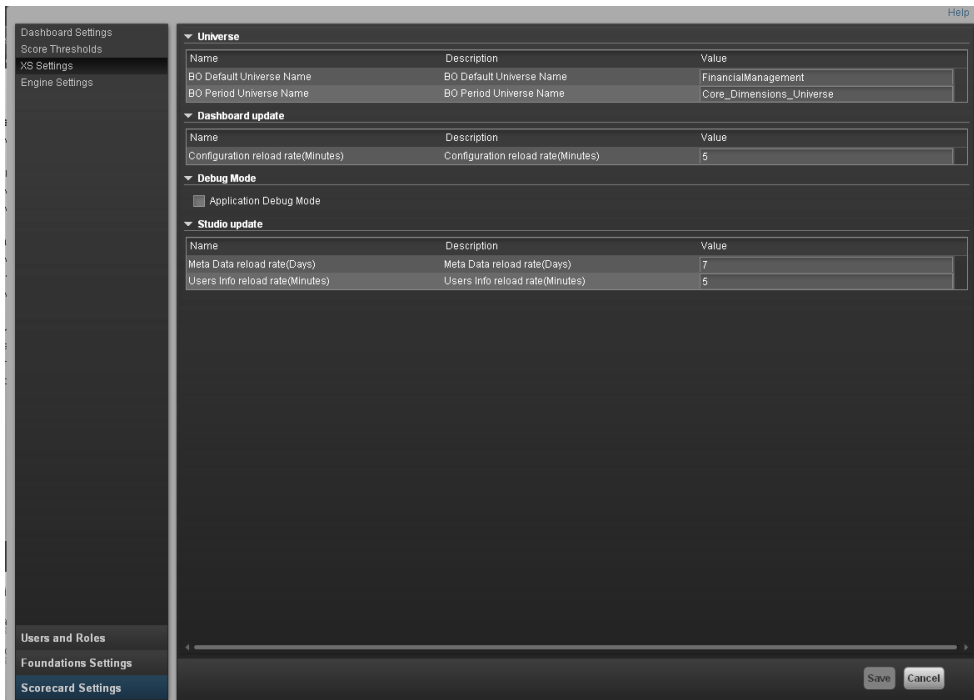 Help
Dashboard Settings
Score Thresholds
XS Settings
Engine Settings
Universe
Name Description Value
BO Default Universe Name BO Default Universe Name FinancialManagement
BO Period Universe Name BO Period Universe Name Core_Dimensions_Universe
Dashboard update
Name Description Value
Configuration reload rate(Minutes) Configuration reload rate(Minutes) 5
Debug Mode
Application Debug Mode
Studio update
Name Description Value
Meta Data reload rate(Days) Meta Data reload rate(Days) 7
Users Info reload rate(Minutes) Users Info reload rate(Minutes) 5
Users and Roles
Foundations Settings
Scorecard Settings
Save Cancel